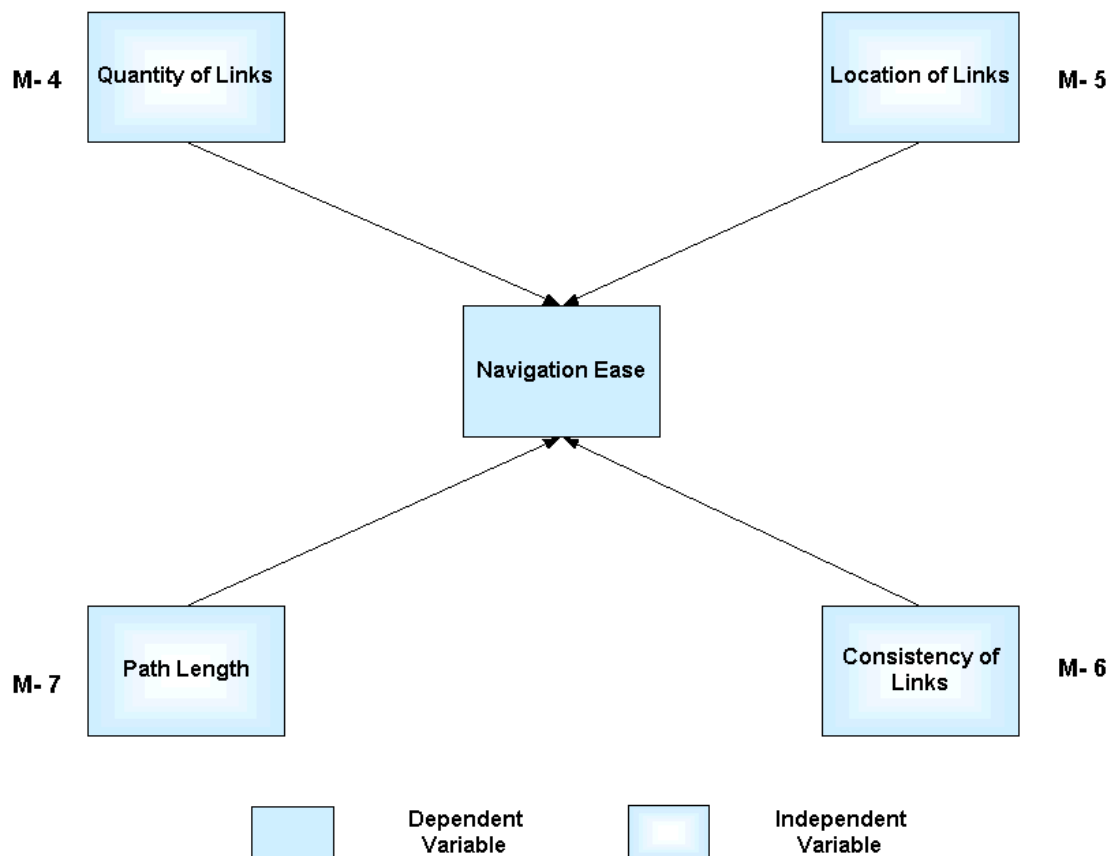 M- 4
Quantity of Links
Location of Links
M- 5
Navigation Ease
M- 7
Path Length
Consistency of
Links
M- 6
Dependent
Variable
Independent
Variable